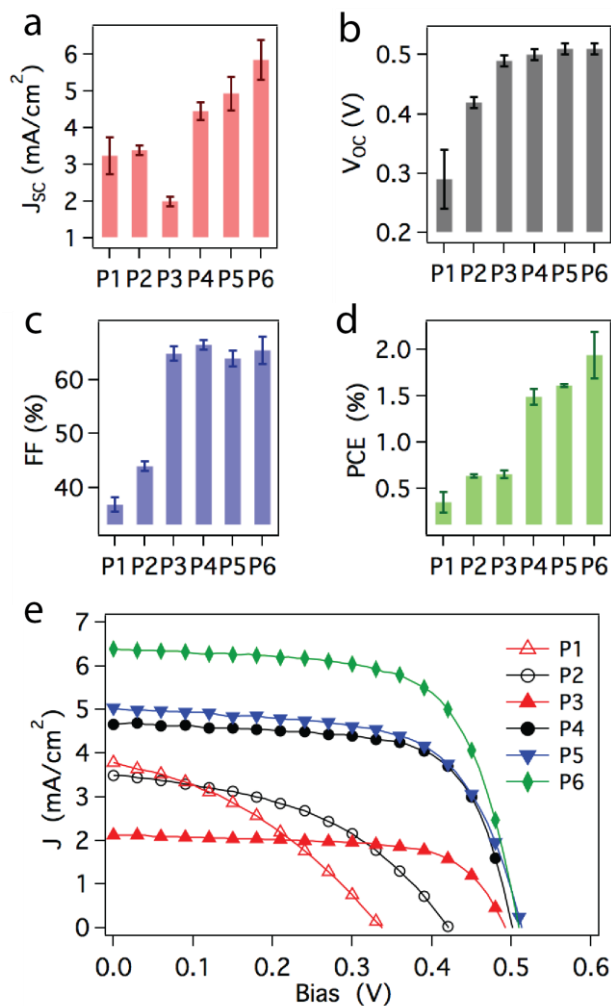 a
J_SC (mA/cm²)
6
5
4
3
2
1
P1 P2 P3 P4 P5 P6
b
V_OC (V)
0.5
0.4
0.3
0.2
P1 P2 P3 P4 P5 P6
c
FF (%)
60
50
40
P1 P2 P3 P4 P5 P6
d
PCE (%)
2.0
1.5
1.0
0.5
P1 P2 P3 P4 P5 P6
e
J (mA/cm²)
7
6
5
4
3
2
1
0
P1
P2
P3
P4
P5
P6
0.0 0.1 0.2 0.3 0.4 0.5 0.6
Bias (V)